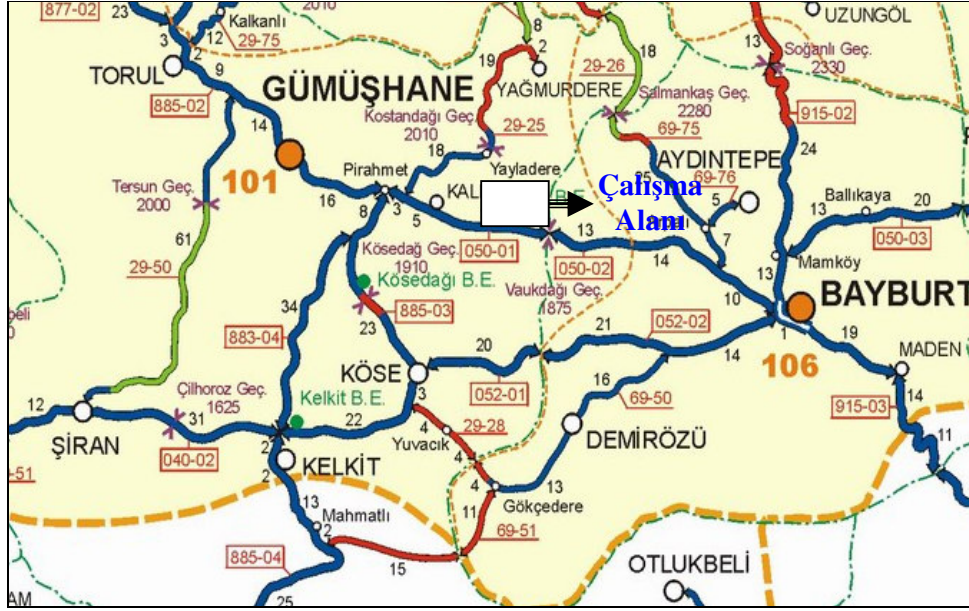 877-02
Kalkanlı
2010
3
12
29-75
2
8
UZUNGÖL
TORUL
9
GÜMÜŞHANE
19
2
YAĞMURDERE
29-26
18
13
Soğanlı Geç.
2330
885-02
14
Kostandağı Geç.
2010
29-25
Salmankaş Geç.
2280
69-75
915-02
24
101
Pirahmet
18
Yayladere
AYDINTEPE
69-76
25
5
Tersun Geç.
2000
16
3
KAL
B.E.
Çalışma
Alanı
Ballıkaya
13
20
8
5
050-01
13
050-02
14
7
050-03
Mamköy
61
29-50
Kösedağ Geç.
1910
Kösedağı B.E.
Vaukdağı Geç.
1875
13
10
BAYBURT
34
885-03
883-04
23
21
052-02
1
19
20
14
106
MADEN
KÖSE
052-01
16
69-50
Çilhoroz Geç.
1625
Kelkit B.E.
3
12
31
22
4
29-28
915-03
14
ŞİRAN
040-02
2
Yuvacık
DEMİRÖZÜ
11
KELKİT
2
4
4
13
Gökçedere
-51
13
Mahmatlı
2
11
69-51
885-04
15
OTLUKBELİ
25
AM